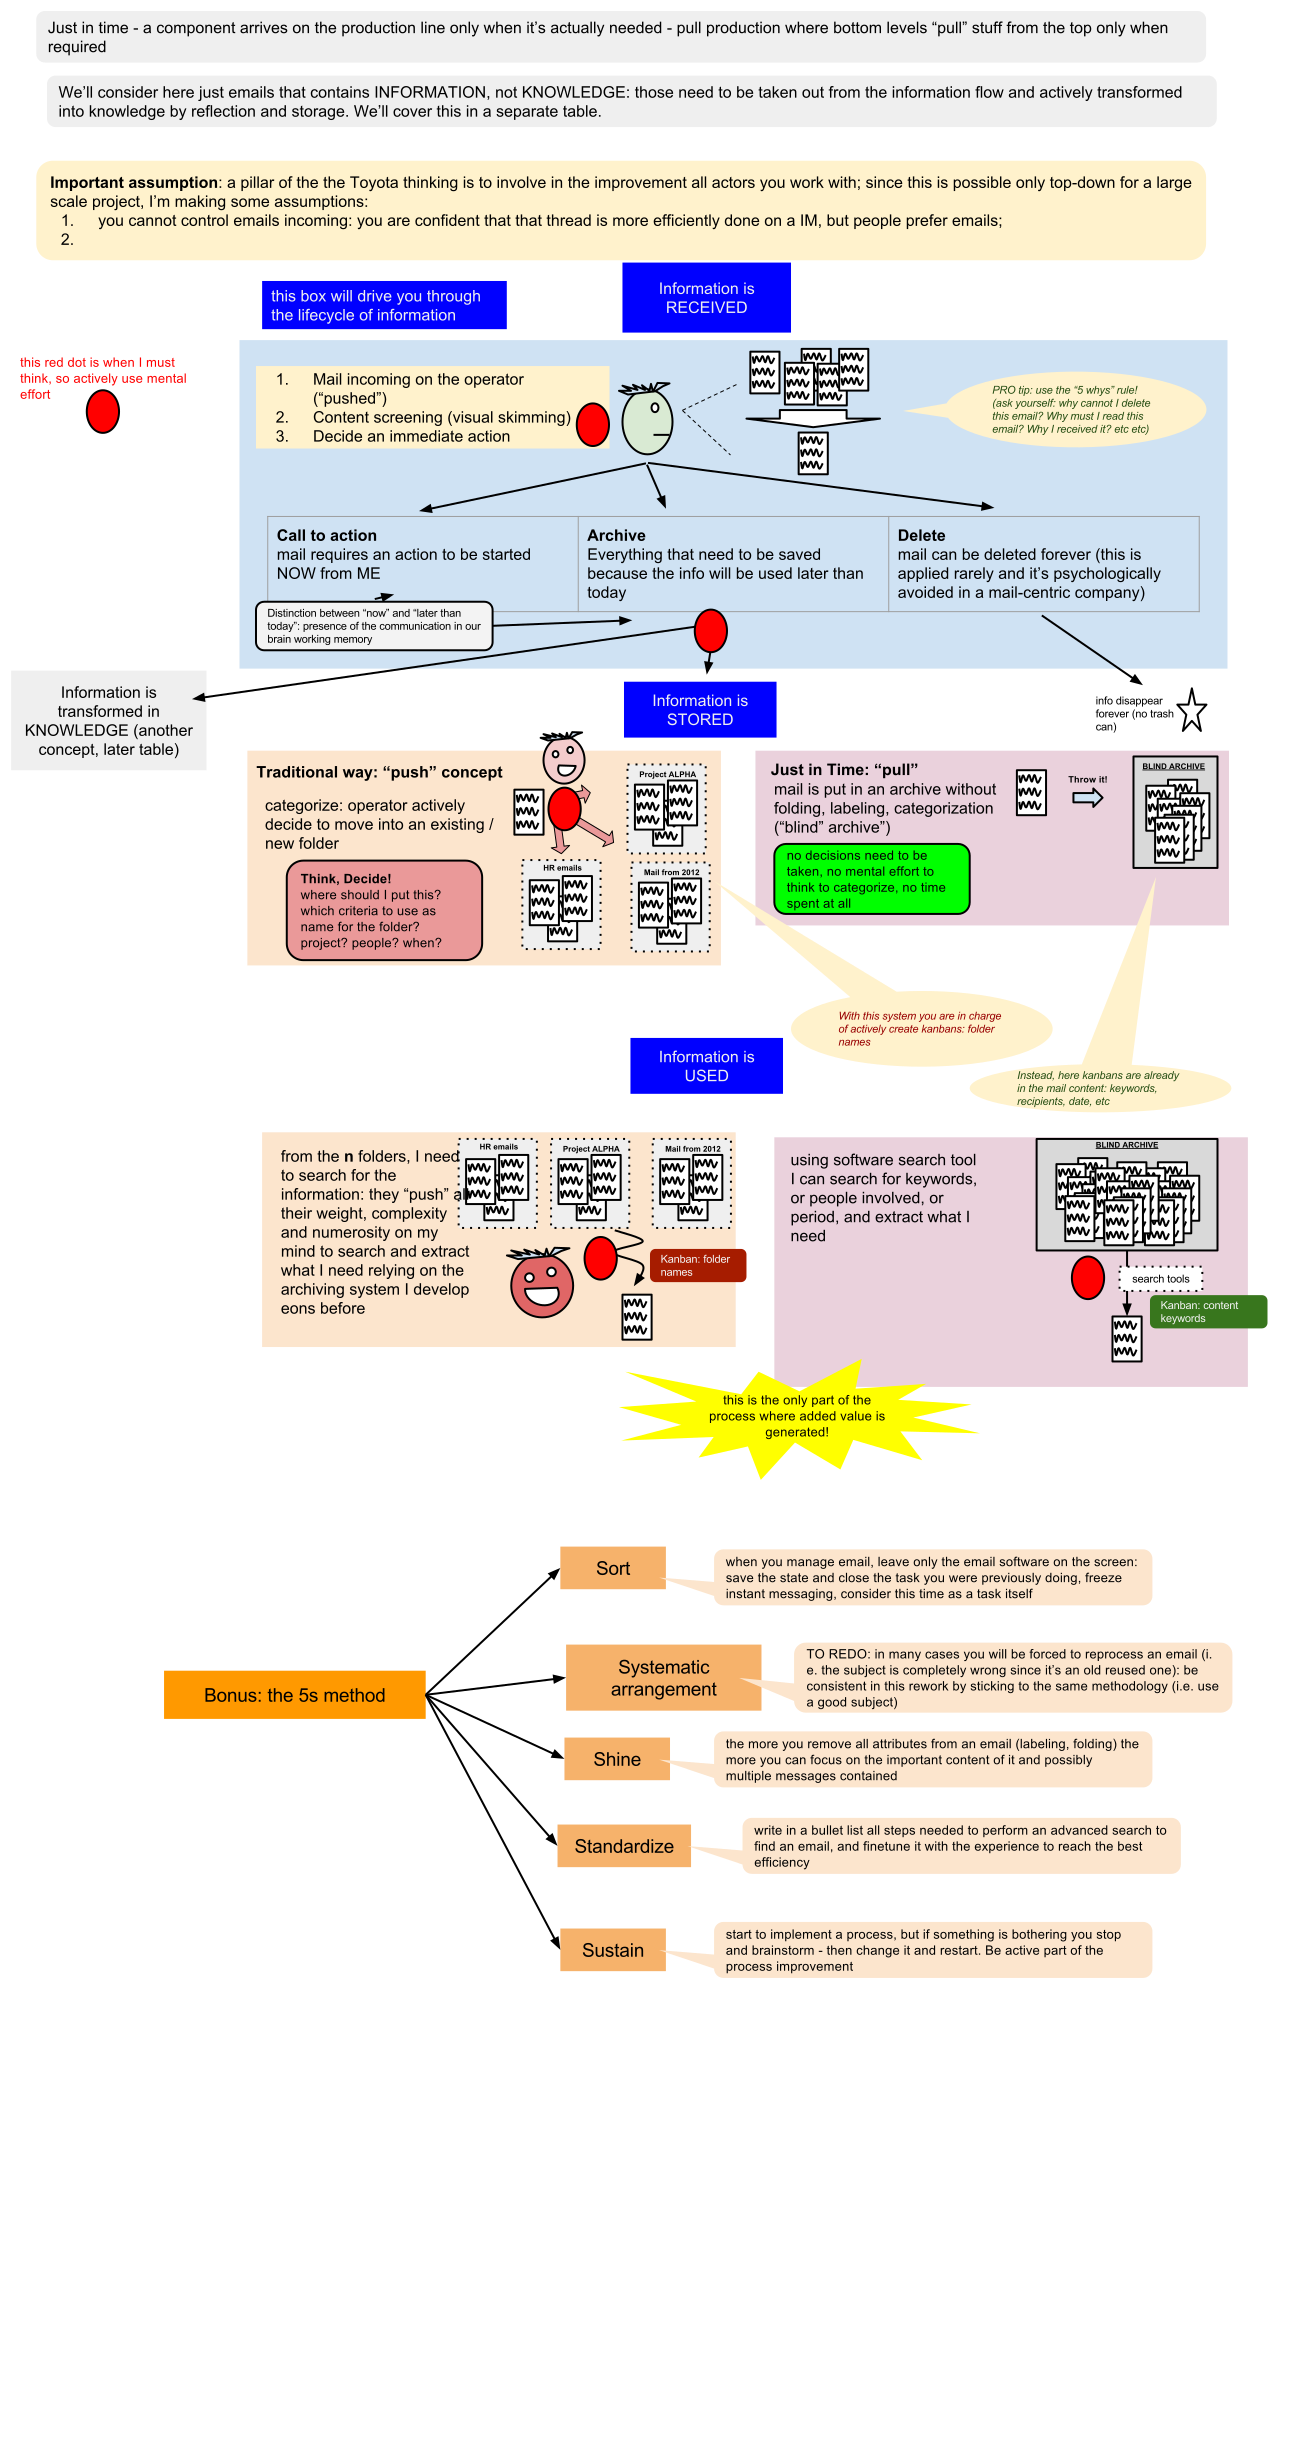 Just in time - a component arrives on the production line only when it’s actually needed - pull production where bottom levels “pull” stuff from the top only when
required
We’ll consider here just emails that contains INFORMATION, not KNOWLEDGE: those need to be taken out from the information flow and actively transformed
into knowledge by reflection and storage. We’ll cover this in a separate table.
Important assumption: a pillar of the the Toyota thinking is to involve in the improvement all actors you work with; since this is possible only top-down for a large
scale project, I’m making some assumptions:
1. you cannot control emails incoming: you are confident that that thread is more efficiently done on a IM, but people prefer emails;
2.
this box will drive you through
the lifecycle of information
Information is
RECEIVED
this red dot is when I must
think, so actively use mental
effort
1. Mail incoming on the operator
(“pushed”)
2. Content screening (visual skimming)
3. Decide an immediate action
PRO tip: use the “5 whys” rule!
(ask yourself: why cannot I delete
this email? Why must I read this
email? Why I received it? etc etc)
Call to action
mail requires an action to be started
NOW from ME
Archive
Everything that need to be saved
because the info will be used later than
today
Delete
mail can be deleted forever (this is
applied rarely and it’s psychologically
avoided in a mail-centric company)
Distinction between “now” and “later than
today”: presence of the communication in our
brain working memory
Information is
transformed in
KNOWLEDGE (another
concept, later table)
Information is
STORED
info disappear
forever (no trash
can)
Traditional way: “push” concept
categorize: operator actively
decide to move into an existing /
new folder
Think, Decide!
where should I put this?
which criteria to use as
name for the folder?
project? people? when?
Project ALPHA
HR emails
Mail from 2012
Just in Time: “pull”
mail is put in an archive without
folding, labeling, categorization
(“blind” archive”)
no decisions need to be
taken, no mental effort to
think to categorize, no time
spent at all
Throw it!
BLIND ARCHIVE
With this system you are in charge
of actively create kanbans: folder
names
Instead, here kanbans are already
in the mail content: keywords,
recipients, date, etc
Information is
USED
from the n folders, I need
to search for the
information: they “push” all
their weight, complexity
and numerosity on my
mind to search and extract
what I need relying on the
archiving system I develop
eons before
HR emails
Project ALPHA
Mail from 2012
Kanban: folder
names
using software search tool
I can search for keywords,
or people involved, or
period, and extract what I
need
BLIND ARCHIVE
search tools
Kanban: content
keywords
this is the only part of the
process where added value is
generated!
Bonus: the 5s method
Sort
when you manage email, leave only the email software on the screen:
save the state and close the task you were previously doing, freeze
instant messaging, consider this time as a task itself
Systematic
arrangement
TO REDO: in many cases you will be forced to reprocess an email (i.
e. the subject is completely wrong since it’s an old reused one): be
consistent in this rework by sticking to the same methodology (i.e. use
a good subject)
Shine
the more you remove all attributes from an email (labeling, folding) the
more you can focus on the important content of it and possibly
multiple messages contained
Standardize
write in a bullet list all steps needed to perform an advanced search to
find an email, and finetune it with the experience to reach the best
efficiency
Sustain
start to implement a process, but if something is bothering you stop
and brainstorm - then change it and restart. Be active part of the
process improvement